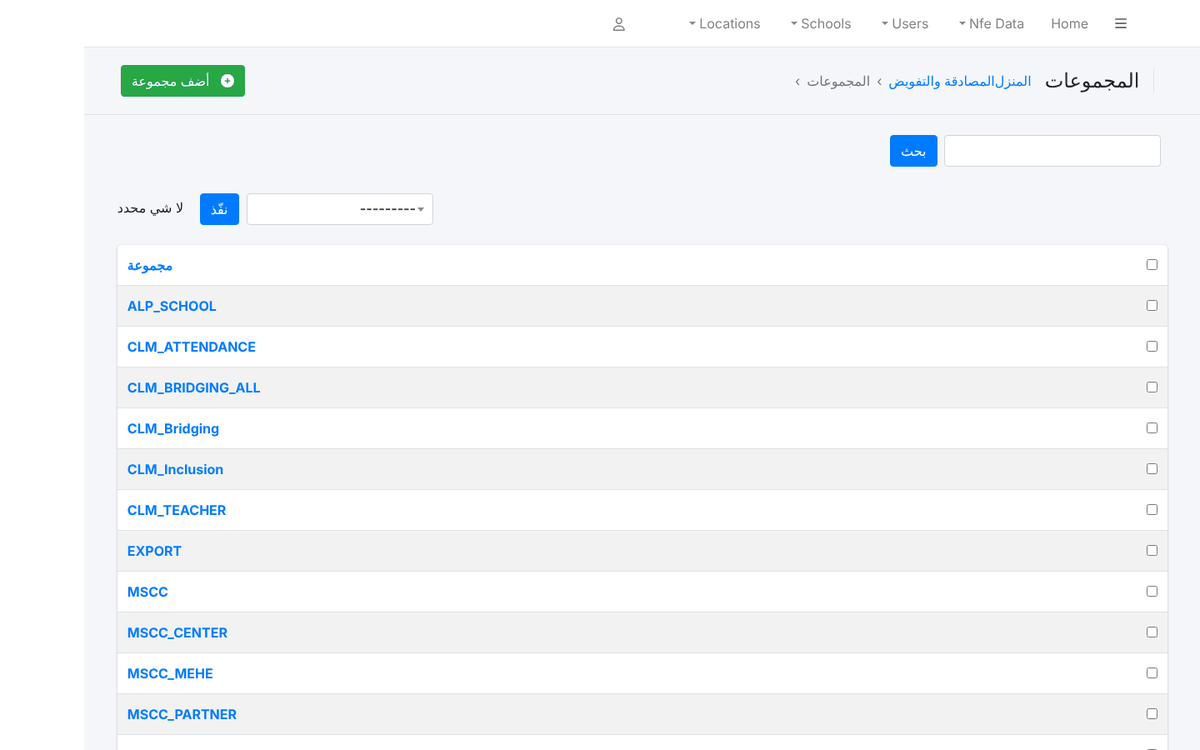 Home Nfe Data Users Schools Locations
المجموعات المنزل المصادقة والتفويض › المجموعات › أضف مجموعة
بحث
--------- نفّذ لا شي محدد
مجموعة
ALP_SCHOOL
CLM_ATTENDANCE
CLM_BRIDGING_ALL
CLM_Bridging
CLM_Inclusion
CLM_TEACHER
EXPORT
MSCC
MSCC_CENTER
MSCC_MEHE
MSCC_PARTNER